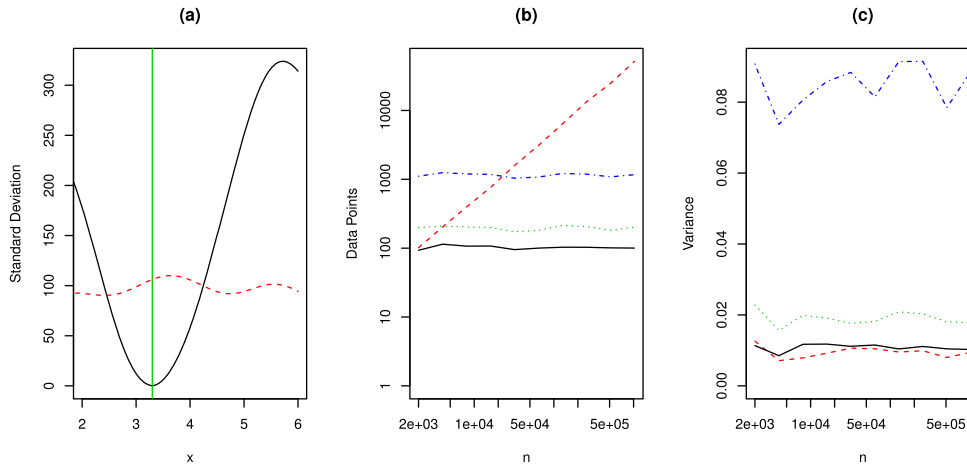 (a)
Standard Deviation
0 50 100 150 200 250 300
2 3 4 5 6
x
(b)
Data Points
1 10 100 1000 10000
2e+03 1e+04 5e+04 5e+05
n
(c)
Variance
0.00 0.02 0.04 0.06 0.08
2e+03 1e+04 5e+04 5e+05
n